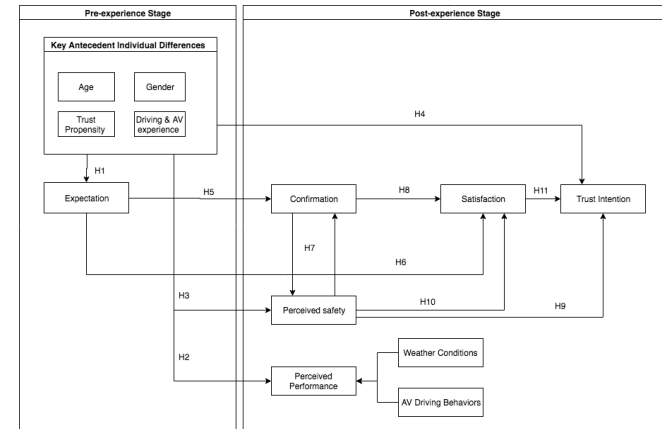 Pre-experience Stage
Post-experience Stage
Key Antecedent Individual Differences
Age
Gender
Trust
Propensity
Driving & AV
experience
H4
H1
Expectation
H5
Confirmation
H8
Satisfaction
H11
Trust Intention
H7
H6
H3
Perceived safety
H10
H9
H2
Perceived
Performance
Weather Conditions
AV Driving Behaviors